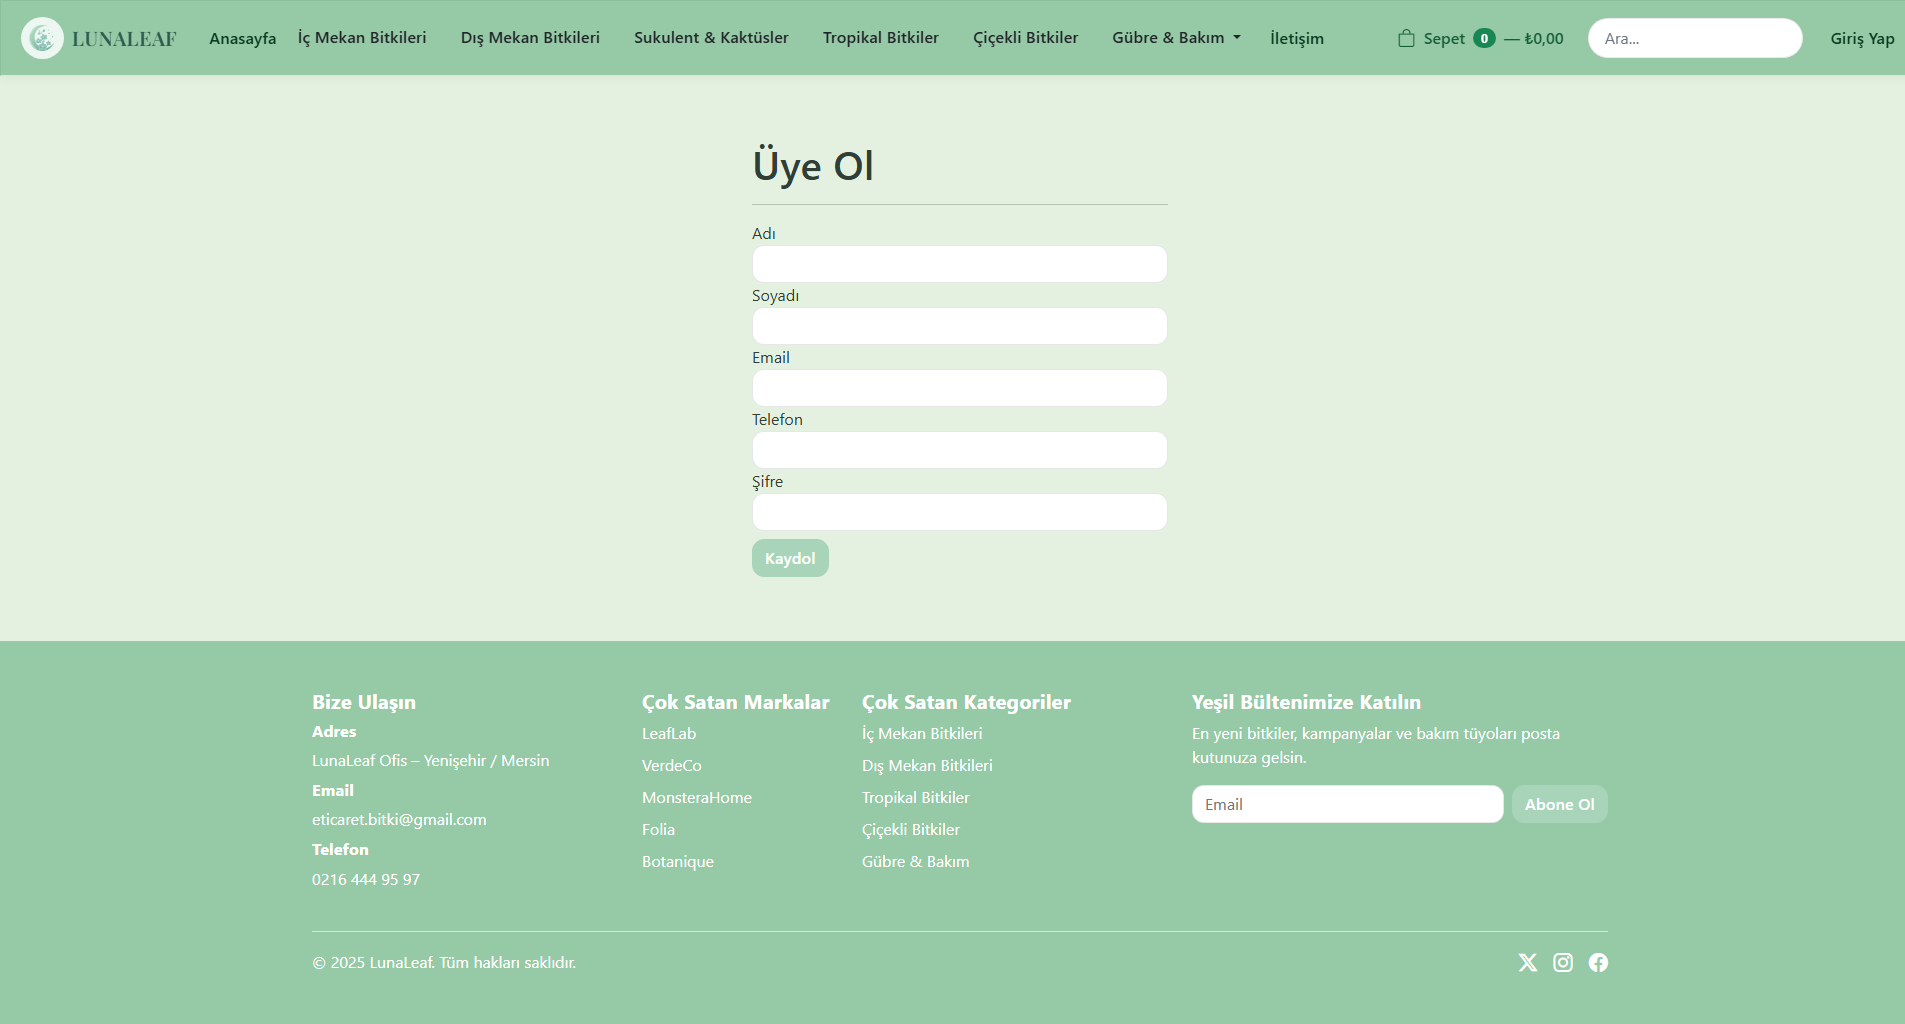 LUNALEAF Anasayfa İç Mekan Bitkileri Dış Mekan Bitkileri Sukulent & Kaktüsler Tropikal Bitkiler Çiçekli Bitkiler Gübre & Bakım İletişim Sepet 0 — ₺0,00 Ara... Giriş Yap
Üye Ol
Adı
Soyadı
Email
Telefon
Şifre
Kaydol
Bize Ulaşın
Adres
LunaLeaf Ofis – Yenişehir / Mersin
Email
eticaret.bitki@gmail.com
Telefon
0216 444 95 97
Çok Satan Markalar
LeafLab
VerdeCo
MonsteraHome
Folia
Botanique
Çok Satan Kategoriler
İç Mekan Bitkileri
Dış Mekan Bitkileri
Tropikal Bitkiler
Çiçekli Bitkiler
Gübre & Bakım
Yeşil Bültenimize Katılın
En yeni bitkiler, kampanyalar ve bakım tüyoları posta
kutunuza gelsin.
Email Abone Ol
© 2025 LunaLeaf. Tüm hakları saklıdır.